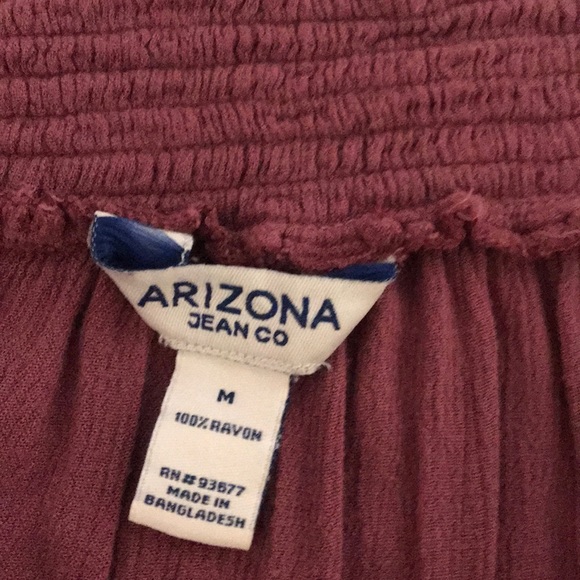 ARIZONA
JEAN CO
M
100% RAYON
RN# 93677
MADE IN
BANGLADESH